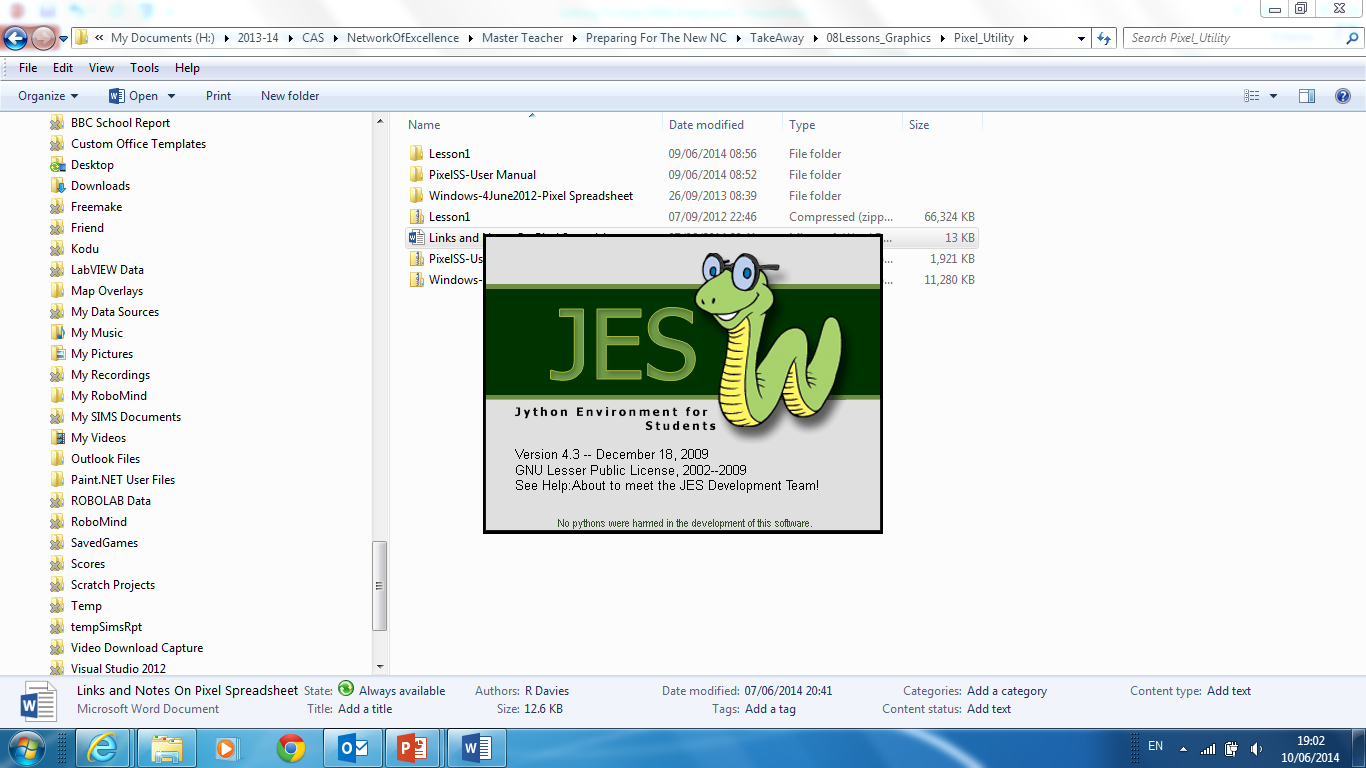 « My Documents (H:) 2013-14 CAS NetworkOfExcellence Master Teacher Preparing For The New NC TakeAway 08Lessons_Graphics Pixel_Utility Search Pixel_Utility
File Edit View Tools Help
Organize Open Print New folder
BBC School Report
Custom Office Templates
Desktop
Downloads
Freemake
Friend
Kodu
LabVIEW Data
Map Overlays
My Data Sources
My Music
My Pictures
My Recordings
My RoboMind
My SIMS Documents
My Videos
Outlook Files
Paint.NET User Files
ROBOLAB Data
RoboMind
SavedGames
Scores
Scratch Projects
Temp
tempSimsRpt
Video Download Capture
Visual Studio 2012
Name Date modified Type Size
Lesson1 09/06/2014 08:56 File folder
PixelSS-User Manual 09/06/2014 08:52 File folder
Windows-4June2012-Pixel Spreadsheet 26/09/2013 08:39 File folder
Lesson1 07/09/2012 22:46 Compressed (zipp... 66,324 KB
Links and 13 KB
PixelSS-Us 1,921 KB
Windows- 11,280 KB
JES
Jython Environment for
Students
Version 4.3 -- December 18, 2009
GNU Lesser Public License, 2002--2009
See Help:About to meet the JES Development Team!
No pythons were harmed in the development of this software.
Links and Notes On Pixel Spreadsheet State: Always available Authors: R Davies Date modified: 07/06/2014 20:41 Categories: Add a category Content type: Add text
Microsoft Word Document Title: Add a title Size: 12.6 KB Tags: Add a tag Content status: Add text
EN 19:02
10/06/2014